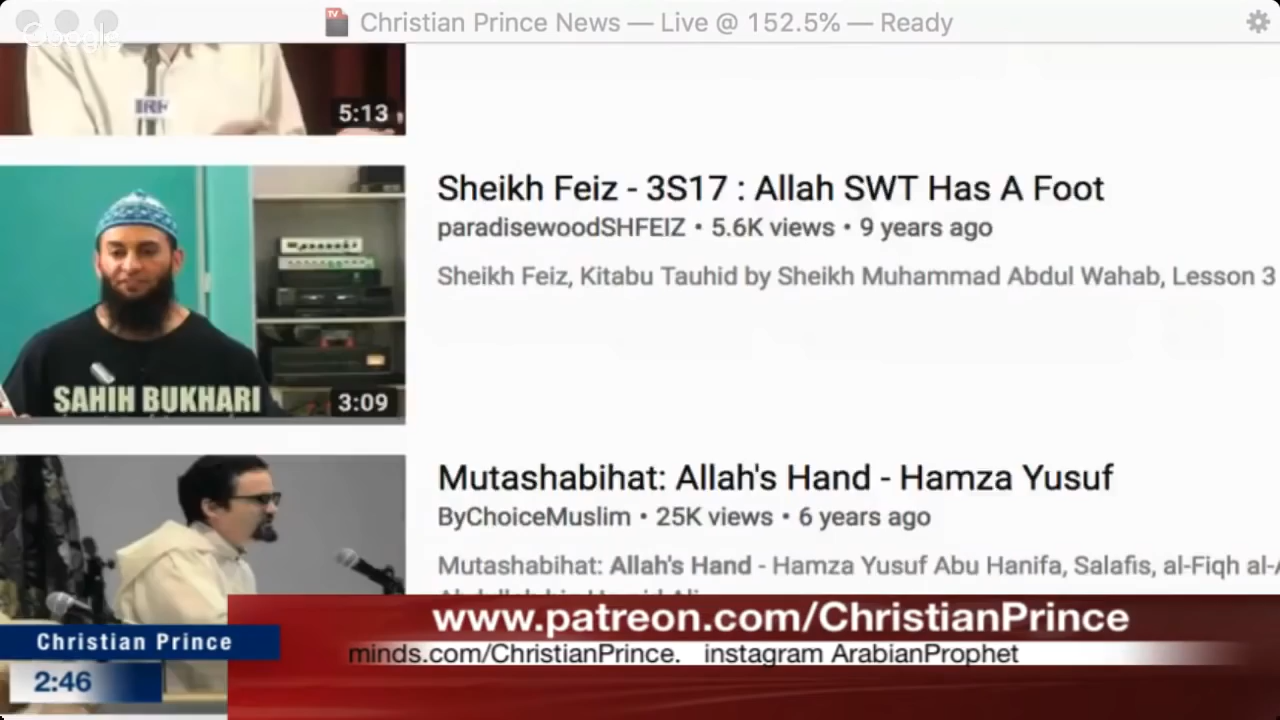 TV Christian Prince News — Live @ 152.5% — Ready
Google
IRF
5:13
Sheikh Feiz - 3S17 : Allah SWT Has A Foot
paradisewoodSHFEIZ • 5.6K views • 9 years ago
Sheikh Feiz, Kitabu Tauhid by Sheikh Muhammad Abdul Wahab, Lesson 3
SAHIH BUKHARI
3:09
Mutashabihat: Allah's Hand - Hamza Yusuf
ByChoiceMuslim • 25K views • 6 years ago
Mutashabihat: Allah's Hand - Hamza Yusuf Abu Hanifa, Salafis, al-Fiqh al-A
www.patreon.com/ChristianPrince
Christian Prince
minds.com/ChristianPrince. instagram ArabianProphet
2:46